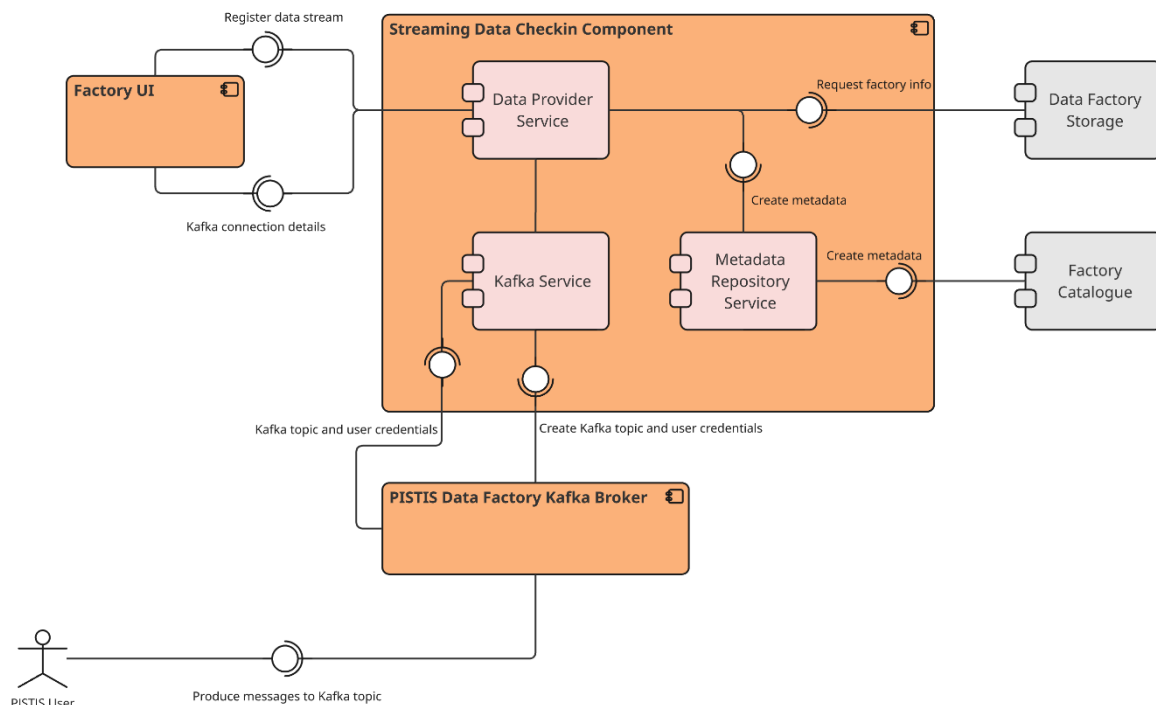 Register data stream
Streaming Data Checkin Component
Factory UI
Data Provider
Service
Request factory info
Data Factory
Storage
Kafka connection details
Create metadata
Kafka Service
Metadata
Repository
Service
Create metadata
Factory
Catalogue
Kafka topic and user credentials
Create Kafka topic and user credentials
PISTIS Data Factory Kafka Broker
Produce messages to Kafka topic
PISTIS User